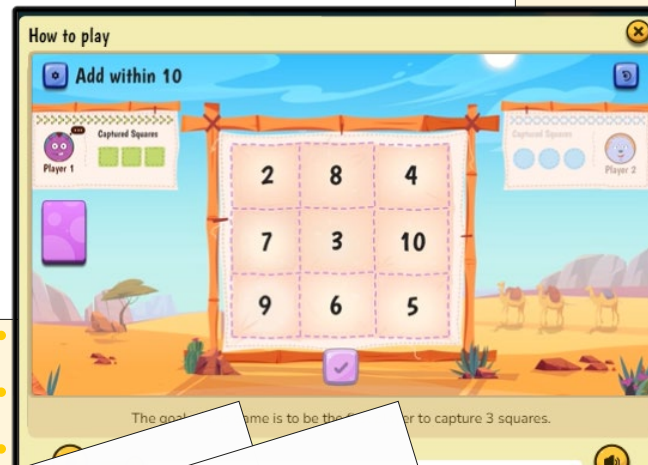 How to play
Add within 10
Captured Squares
Player 1
Captured Squares
Player 2
2 8 4
7 3 10
9 6 5
The goal ame is to be the er to capture 3 squares.